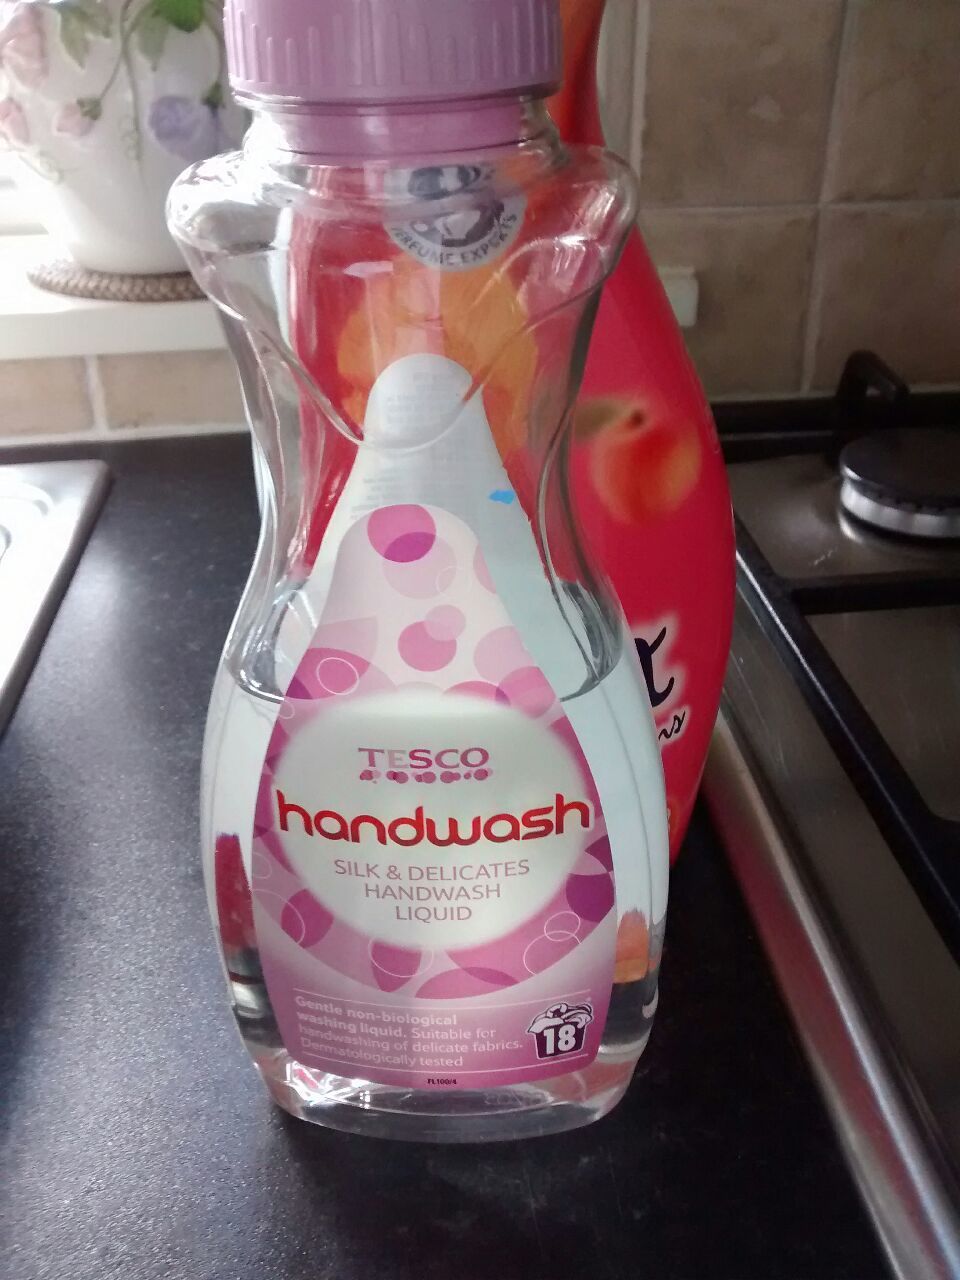 PERFUME EXPERTS
TESCO
handwash
SILK & DELICATES
HANDWASH
LIQUID
Gentle non-biological
washing liquid. Suitable for
handwashing of delicate fabrics.
Dermatologically tested
18
FL100/4